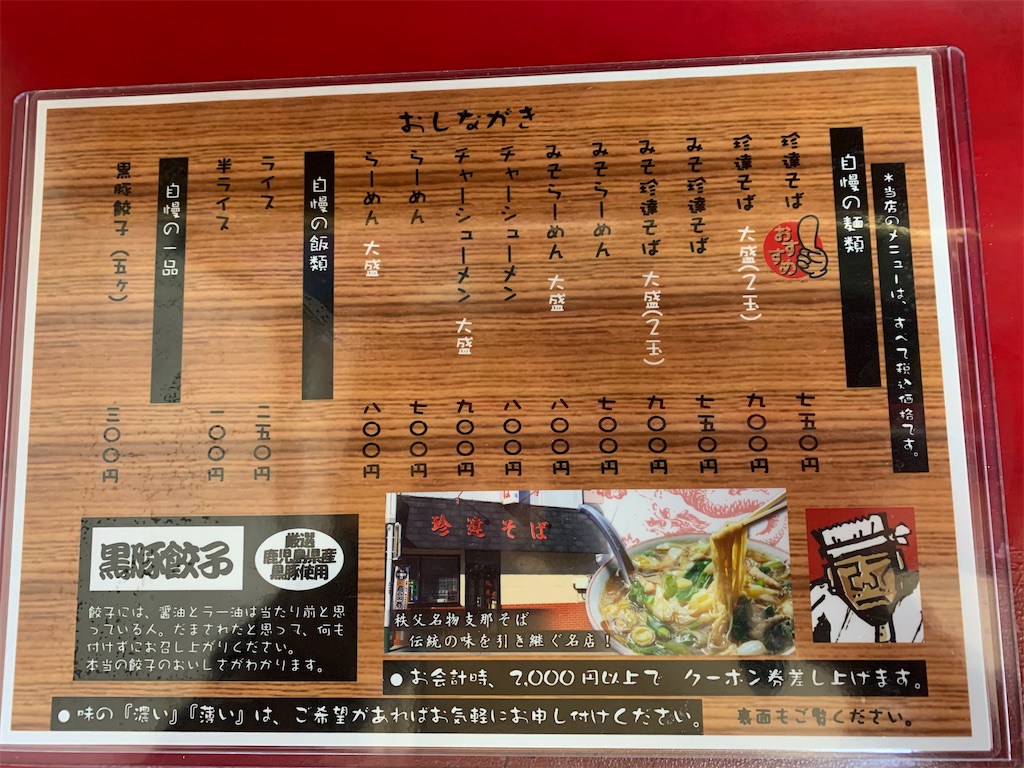 おしながき
*当店のメニューは、すべて税込価格です。
自慢の麺類
珍達そば おすすめ 七五〇円
珍達そば 大盛(2玉) 九〇〇円
みそ珍達そば 七五〇円
みそ珍達そば 大盛(2玉) 九〇〇円
みそらーめん 七〇〇円
みそらーめん 大盛 八〇〇円
チャーシューメン 八〇〇円
チャーシューメン 大盛 九〇〇円
らーめん 七〇〇円
らーめん 大盛 八〇〇円
自慢の飯類
ライス 二五〇円
半ライス 一〇〇円
自慢の一品
黒豚餃子(五ヶ) 三〇〇円
黒豚餃子
厳選
鹿児島県産
黒豚使用
餃子には、醤油とラー油は当たり前と思
っている人。だまされたと思って、何も
付けずにお召し上がりください。
本当の餃子のおいしさがわかります。
珍達そば
秩父名物支那そば
伝統の味を引き継ぐ名店!
●お会計時、2,000円以上で クーポン券差し上げます。
●味の『濃い』『薄い』は、ご希望があればお気軽にお申し付けください。
裏面もご覧ください。